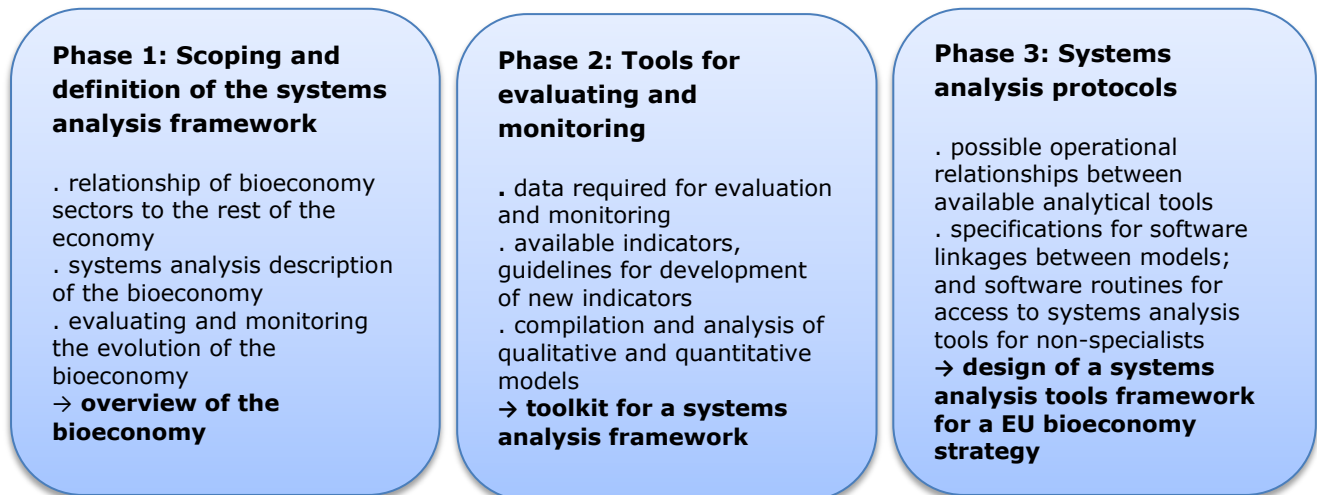 Phase 1: Scoping and
definition of the systems
analysis framework
. relationship of bioeconomy
sectors to the rest of the
economy
. systems analysis description
of the bioeconomy
. evaluating and monitoring
the evolution of the
bioeconomy
→ overview of the
bioeconomy
Phase 2: Tools for
evaluating and
monitoring
. data required for evaluation
and monitoring
. available indicators,
guidelines for development
of new indicators
. compilation and analysis of
qualitative and quantitative
models
→ toolkit for a systems
analysis framework
Phase 3: Systems
analysis protocols
. possible operational
relationships between
available analytical tools
. specifications for software
linkages between models;
and software routines for
access to systems analysis
tools for non-specialists
→ design of a systems
analysis tools framework
for a EU bioeconomy
strategy